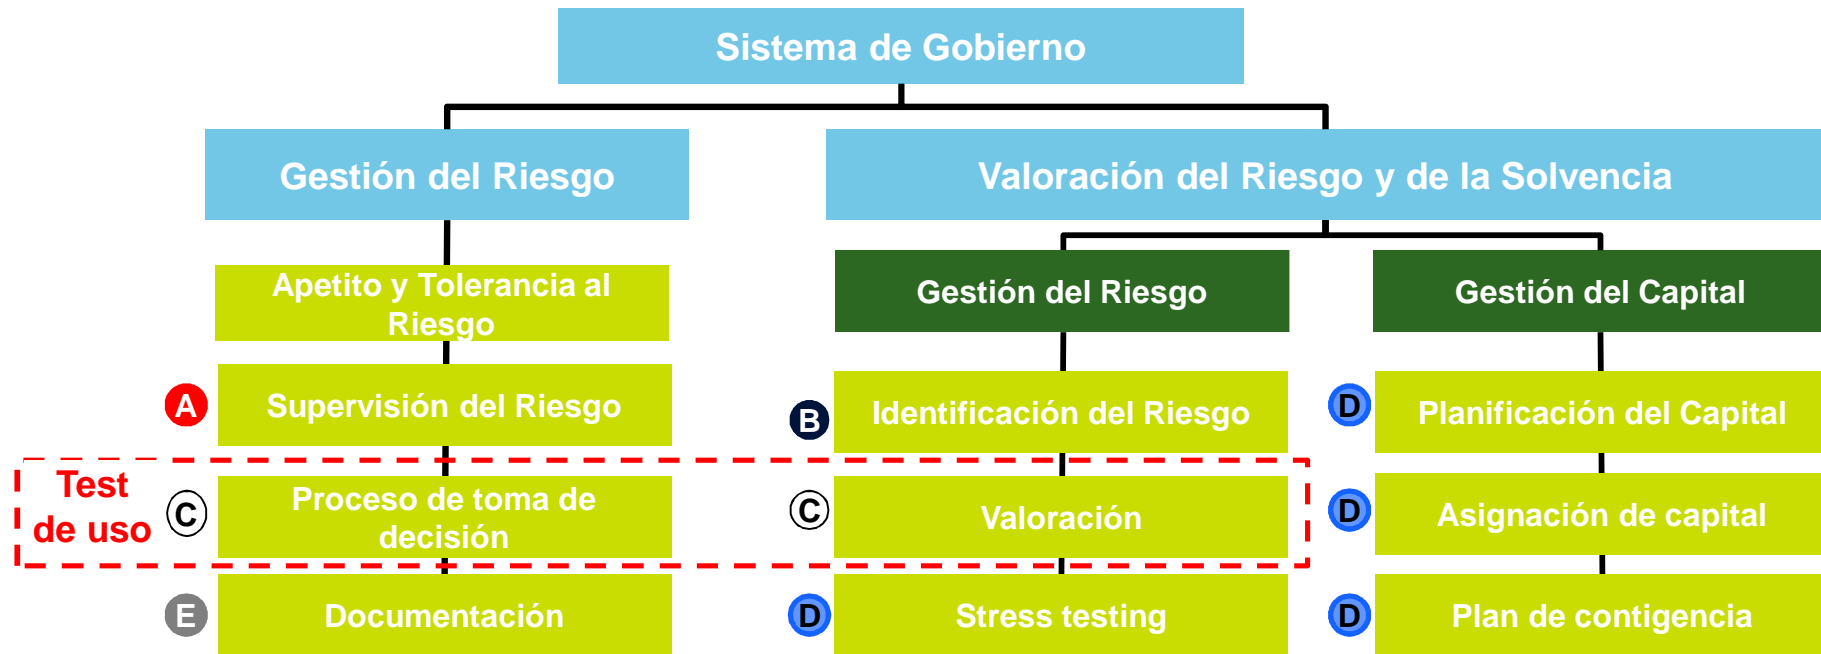 Sistema de Gobierno
Gestión del Riesgo
Valoración del Riesgo y de la Solvencia
Apetito y Tolerancia al
Riesgo
Gestión del Riesgo
Gestión del Capital
A
Supervisión del Riesgo
B
Identificación del Riesgo
D
Planificación del Capital
Test
de uso
C
Proceso de toma de
decisión
C
Valoración
D
Asignación de capital
E
Documentación
D
Stress testing
D
Plan de contigencia